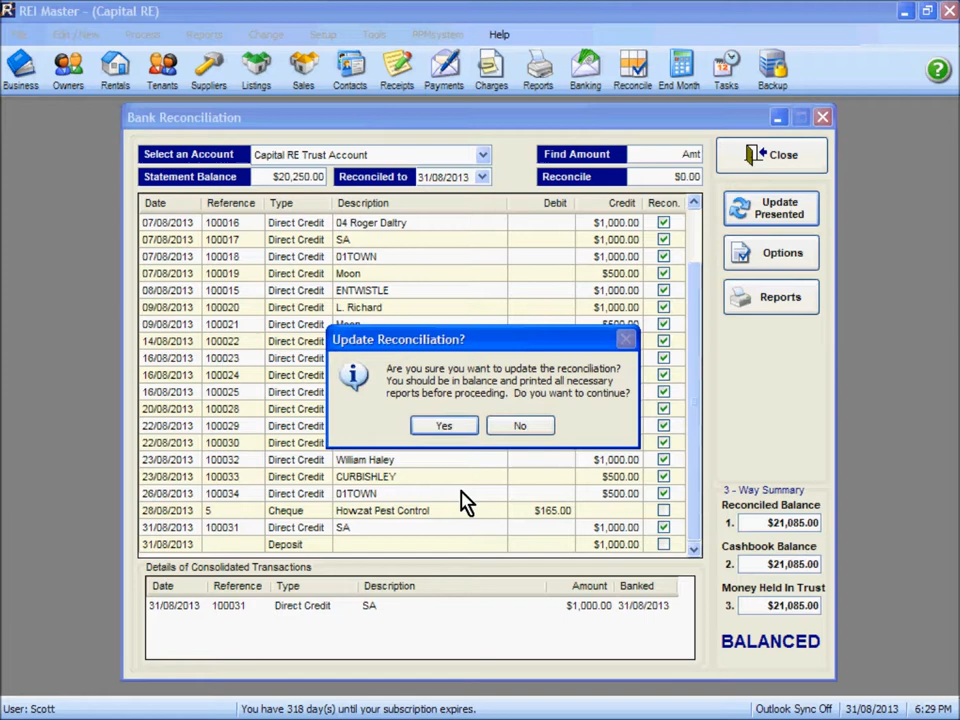 REI Master – (Capital RE)
File Edit / New Process Reports Change Setup Tools RPMsystem Help
Business Owners Rentals Tenants Suppliers Listings Sales Contacts Receipts Payments Charges Reports Banking Reconcile End Month Tasks Backup
Bank Reconciliation
Select an Account Capital RE Trust Account Find Amount Amt
Statement Balance $20,250.00 Reconciled to 31/08/2013 Reconcile $0.00
Close
Date Reference Type Description Debit Credit Recon.
07/08/2013 100016 Direct Credit 04 Roger Daltry $1,000.00
07/08/2013 100017 Direct Credit SA $1,000.00
07/08/2013 100018 Direct Credit 01TOWN $1,000.00
07/08/2013 100019 Direct Credit Moon $500.00
08/08/2013 100015 Direct Credit ENTWISTLE $1,000.00
09/08/2013 100020 Direct Credit L. Richard $1,000.00
09/08/2013 100021 Direct Credit Moon $500.00
14/08/2013 100022
16/08/2013 100023
16/08/2013 100024
16/08/2013 100025
20/08/2013 100028
22/08/2013 100029
22/08/2013 100030
23/08/2013 100032 Direct Credit William Haley $1,000.00
23/08/2013 100033 Direct Credit CURBISHLEY $500.00
26/08/2013 100034 Direct Credit 01TOWN $500.00
28/08/2013 5 Cheque Howzat Pest Control $165.00
31/08/2013 100031 Direct Credit SA $1,000.00
31/08/2013 Deposit $1,000.00
Update Reconciliation?
Are you sure you want to update the reconciliation?
You should be in balance and printed all necessary
reports before proceeding. Do you want to continue?
Yes No
Update
Presented
Options
Reports
3 - Way Summary
Reconciled Balance
1. $21,085.00
Cashbook Balance
2. $21,085.00
Money Held In Trust
3. $21,085.00
BALANCED
Details of Consolidated Transactions
Date Reference Type Description Amount Banked
31/08/2013 100031 Direct Credit SA $1,000.00 31/08/2013
User: Scott You have 318 day(s) until your subscription expires. Outlook Sync Off 31/08/2013 6:29 PM